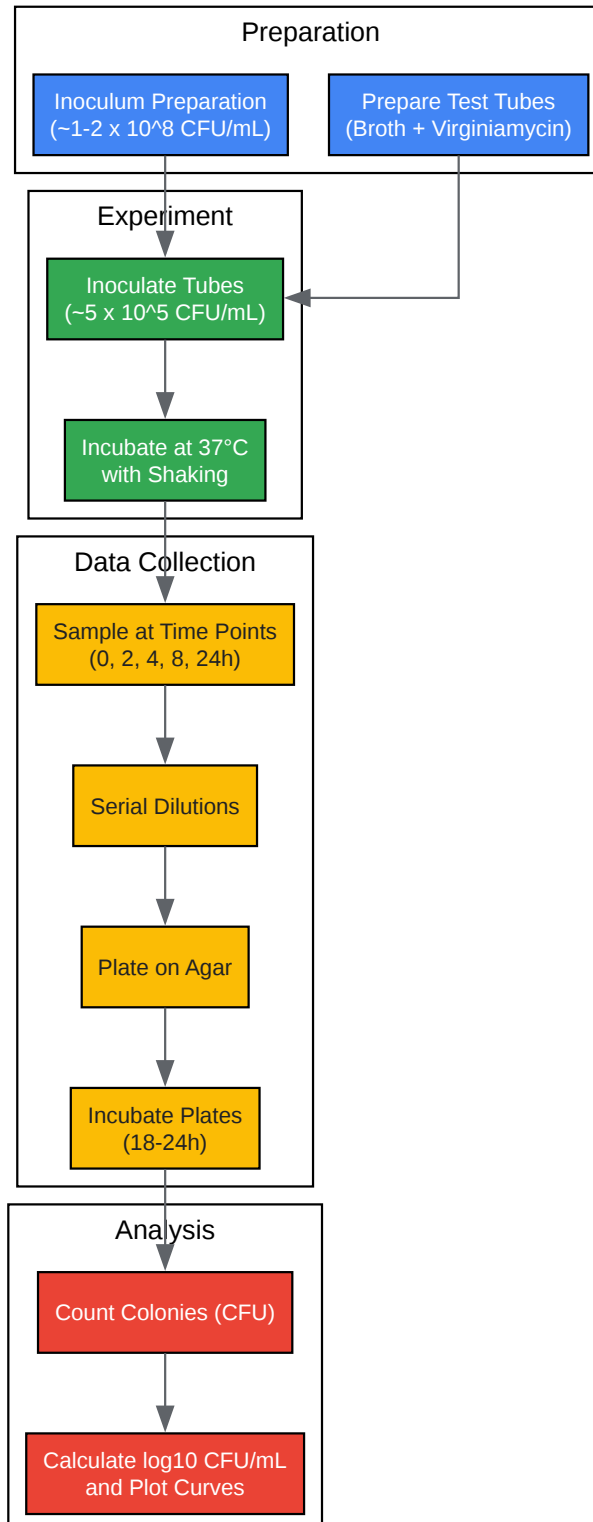 Preparation
Inoculum Preparation
(~1-2 x 10^8 CFU/mL)
Prepare Test Tubes
(Broth + Virginiamycin)
Experiment
Inoculate Tubes
(~5 x 10^5 CFU/mL)
Incubate at 37°C
with Shaking
Data Collection
Sample at Time Points
(0, 2, 4, 8, 24h)
Serial Dilutions
Plate on Agar
Incubate Plates
(18-24h)
Analysis
Count Colonies (CFU)
Calculate log10 CFU/mL
and Plot Curves